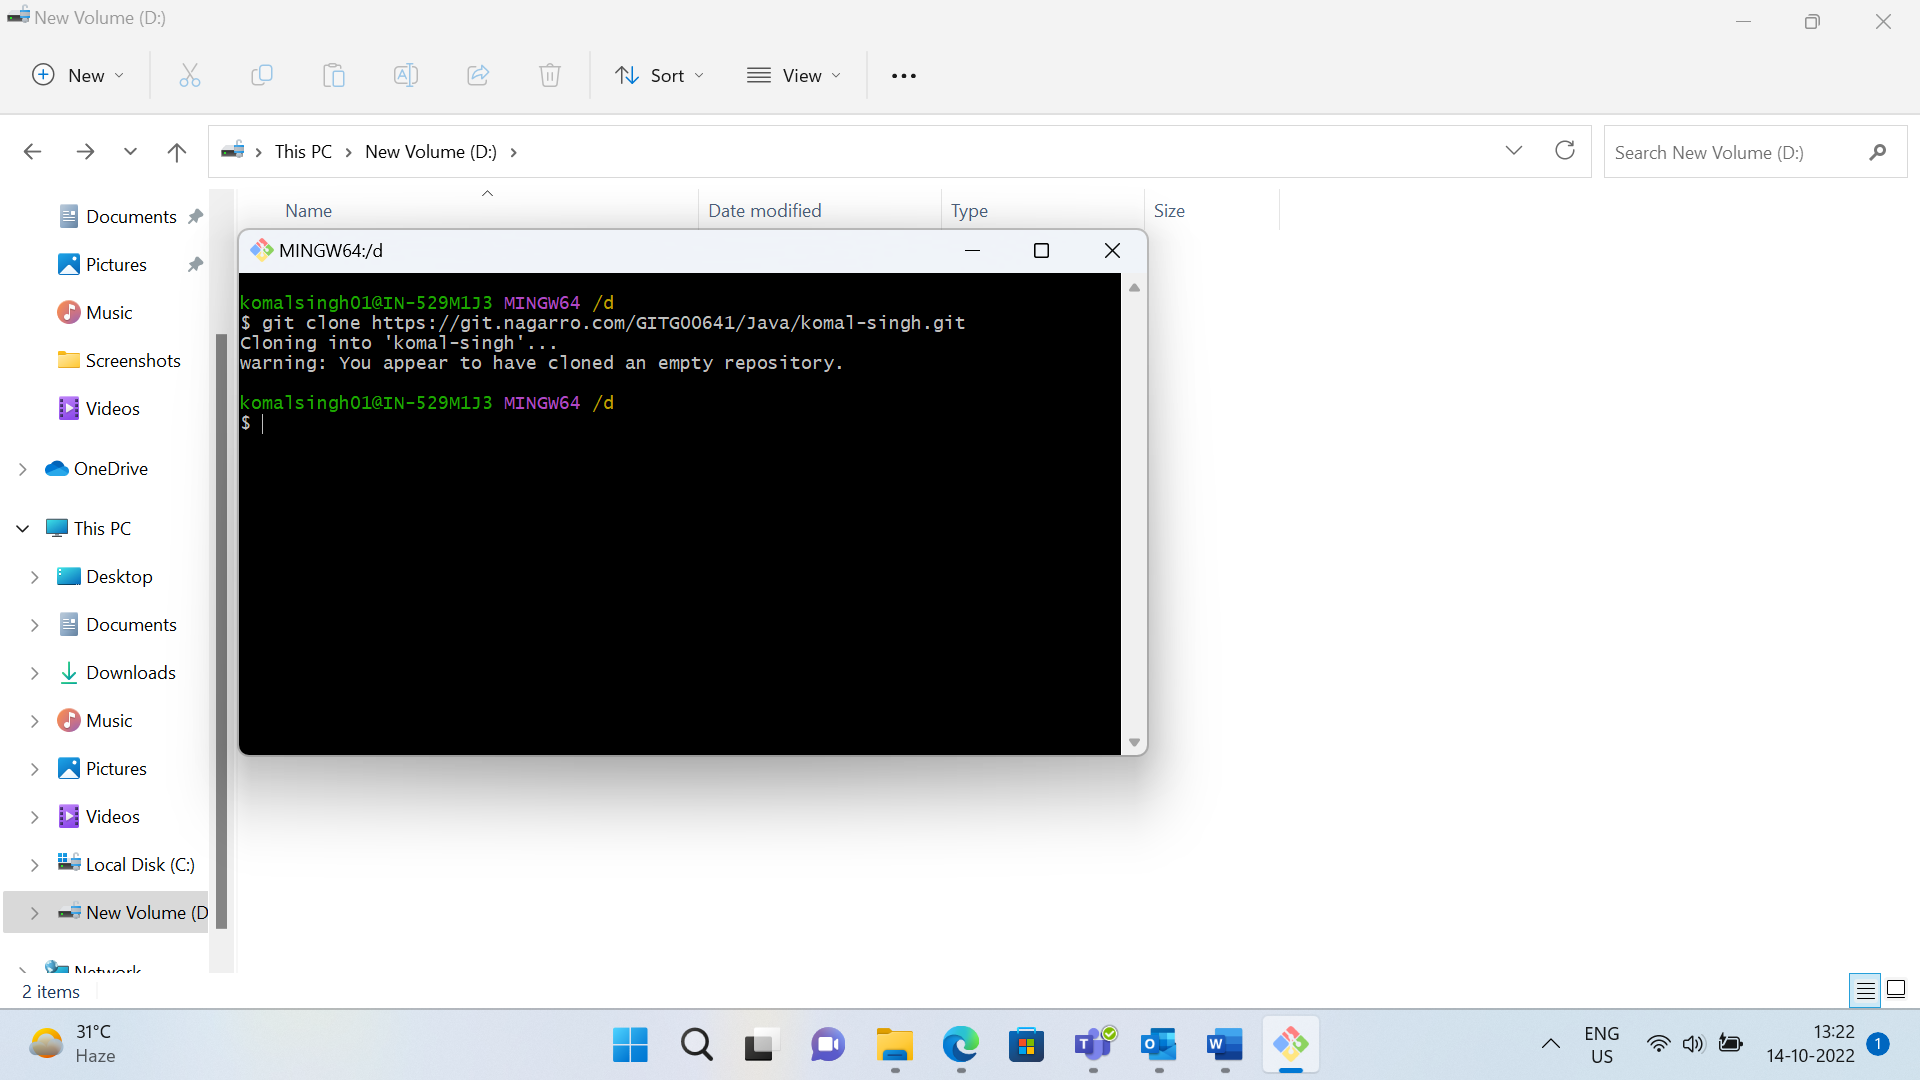 New Volume (D:)
New
Sort
View
This PC
New Volume (D:)
Search New Volume (D:)
Name
Date modified
Type
Size
Documents
Pictures
Music
Screenshots
Videos
OneDrive
This PC
Desktop
Documents
Downloads
Music
Pictures
Videos
Local Disk (C:)
New Volume (D
Network
2 items
MINGW64:/d
komalsingh01@IN-529M1J3 MINGW64 /d
$ git clone https://git.nagarro.com/GITG00641/Java/komal-singh.git
Cloning into 'komal-singh'...
warning: You appear to have cloned an empty repository.
komalsingh01@IN-529M1J3 MINGW64 /d
$
31°C
Haze
ENG
US
13:22
14-10-2022
1